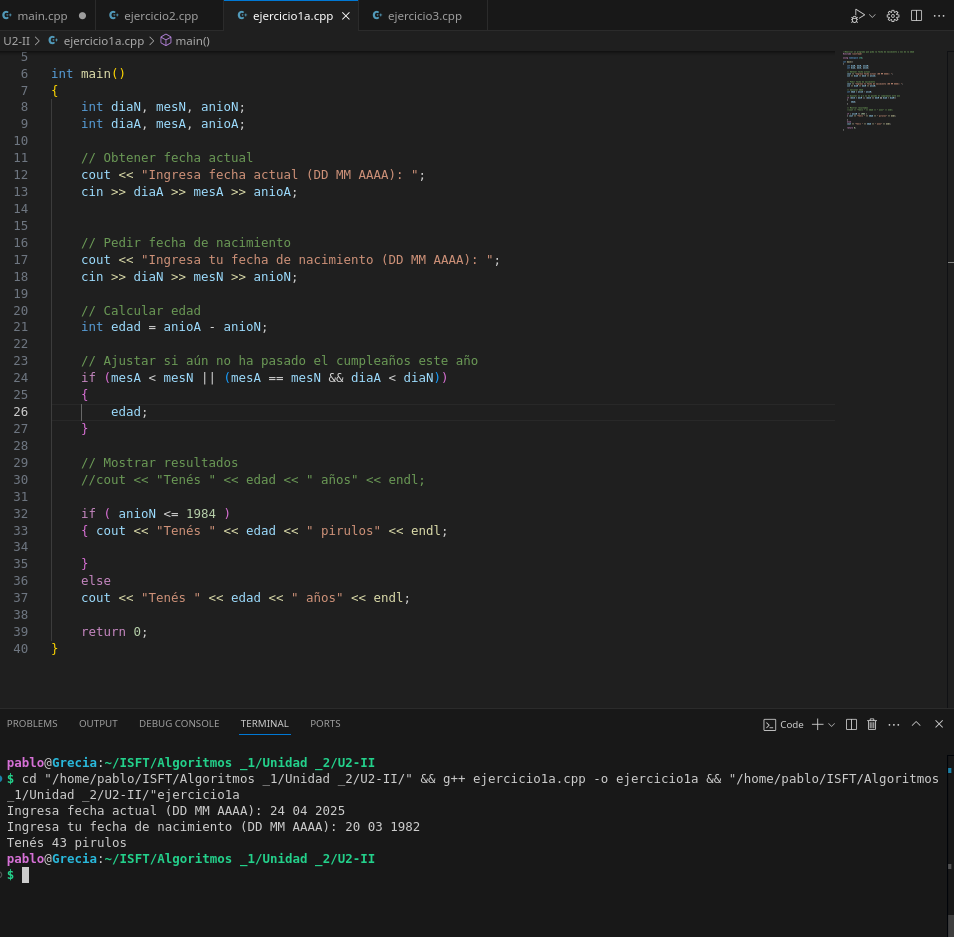 main.cpp ejercicio2.cpp ejercicio1a.cpp ejercicio3.cpp
U2-II > ejercicio1a.cpp > main()
5
6 int main()
7 {
8 int diaN, mesN, anioN;
9 int diaA, mesA, anioA;
10
11 // Obtener fecha actual
12 cout << "Ingresa fecha actual (DD MM AAAA): ";
13 cin >> diaA >> mesA >> anioA;
14
15
16 // Pedir fecha de nacimiento
17 cout << "Ingresa tu fecha de nacimiento (DD MM AAAA): ";
18 cin >> diaN >> mesN >> anioN;
19
20 // Calcular edad
21 int edad = anioA - anioN;
22
23 // Ajustar si aún no ha pasado el cumpleaños este año
24 if (mesA < mesN || (mesA == mesN && diaA < diaN))
25 {
26 edad;
27 }
28
29 // Mostrar resultados
30 //cout << "Tenés " << edad << " años" << endl;
31
32 if ( anioN <= 1984 )
33 { cout << "Tenés " << edad << " pirulos" << endl;
34
35 }
36 else
37 cout << "Tenés " << edad << " años" << endl;
38
39 return 0;
40 }
PROBLEMS OUTPUT DEBUG CONSOLE TERMINAL PORTS Code
pablo@Grecia:~/ISFT/Algoritmos _1/Unidad _2/U2-II
$ cd "/home/pablo/ISFT/Algoritmos _1/Unidad _2/U2-II/" && g++ ejercicio1a.cpp -o ejercicio1a && "/home/pablo/ISFT/Algoritmos
_1/Unidad _2/U2-II/"ejercicio1a
Ingresa fecha actual (DD MM AAAA): 24 04 2025
Ingresa tu fecha de nacimiento (DD MM AAAA): 20 03 1982
Tenés 43 pirulos
pablo@Grecia:~/ISFT/Algoritmos _1/Unidad _2/U2-II
$